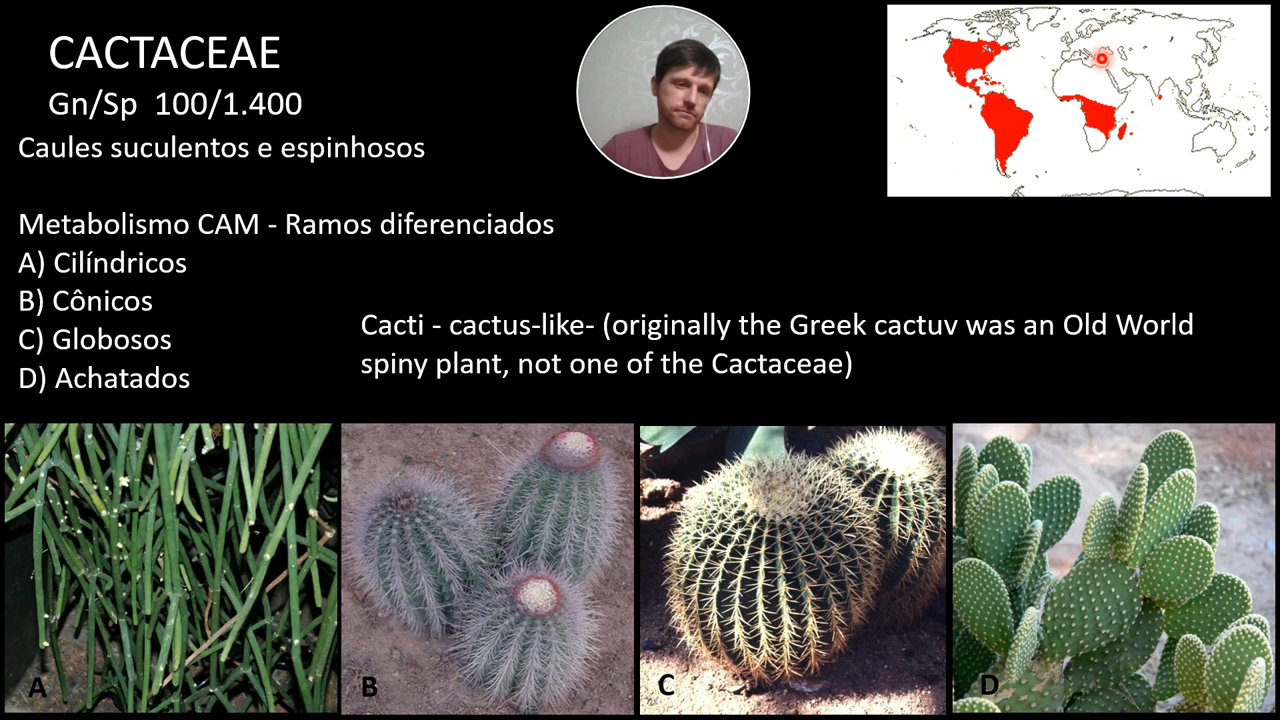 CACTACEAE
Gn/Sp 100/1.400
Caules suculentos e espinhosos
Metabolismo CAM - Ramos diferenciados
A) Cilíndricos
B) Cônicos
C) Globosos
D) Achatados
Cacti - cactus-like- (originally the Greek cactuv was an Old World
spiny plant, not one of the Cactaceae)
A
B
C
D